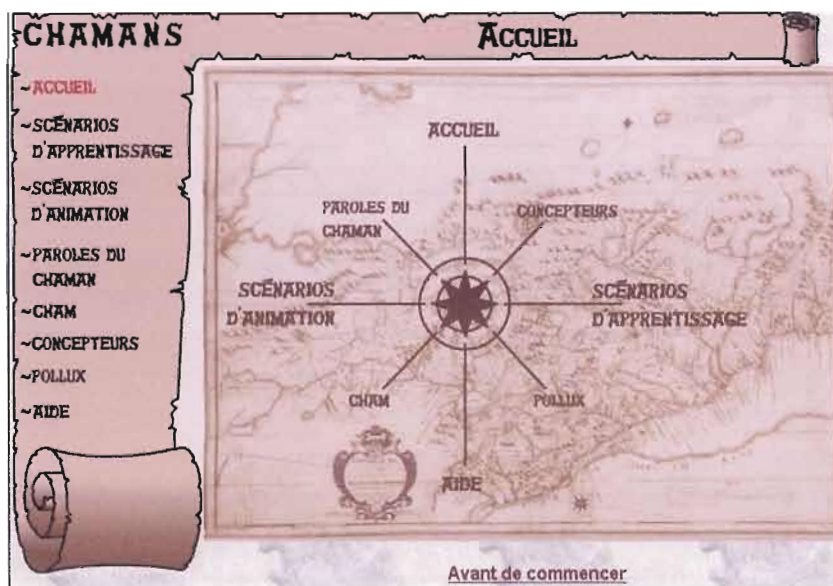 CHAMANS
ACCUEIL
~ACCUEIL
~SCÉNARIOS
D'APPRENTISSAGE
~SCÉNARIOS
D'ANIMATION
~PAROLES DU
CHAMAN
~CHAM
~CONCEPTEURS
~POLLUX
~AIDE
ACCUEIL
PAROLES DU
CHAMAN
CONCEPTEURS
SCÉNARIOS
D'ANIMATION
SCÉNARIOS
D'APPRENTISSAGE
CHAM
POLLUX
AIDE
Avant de commencer